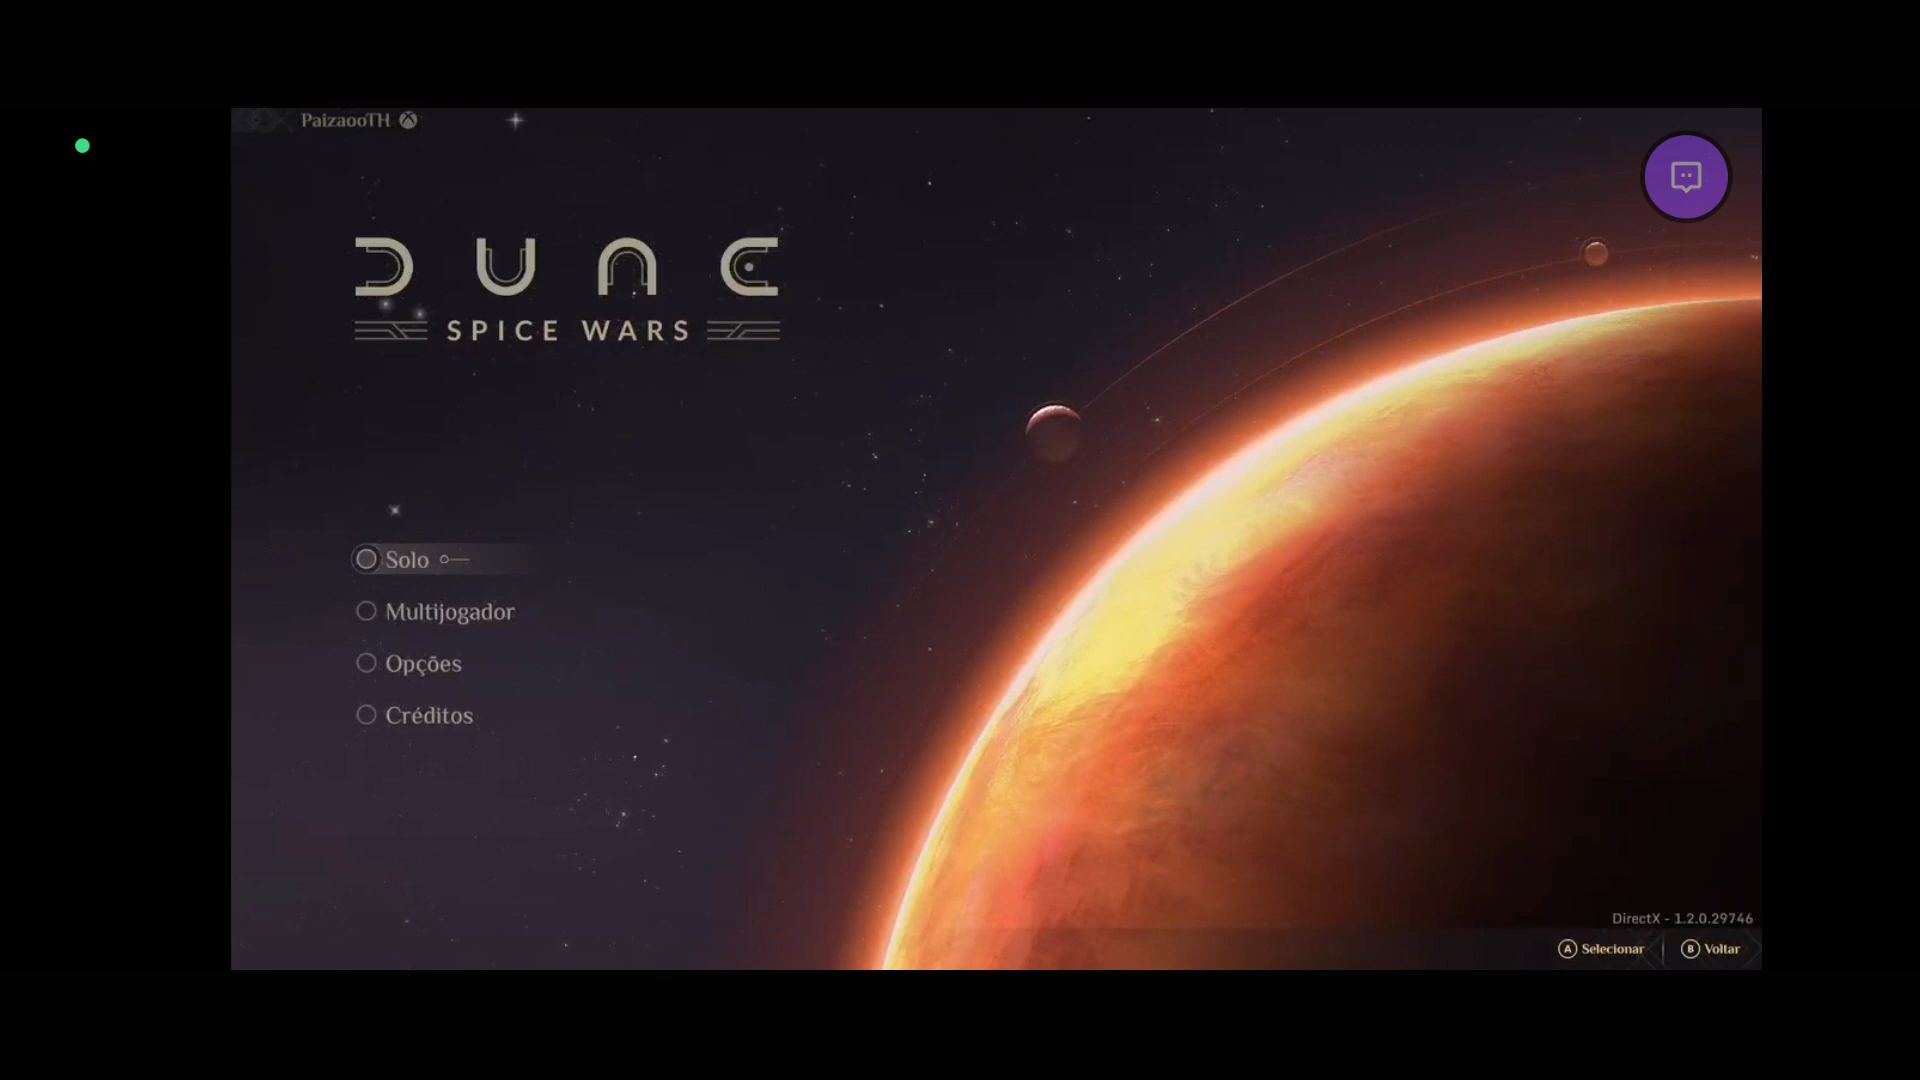 PaizaooTH
DUNE
SPICE WARS
Solo
Multijogador
Opções
Créditos
DirectX - 1.2.0.29746
A Selecionar
B Voltar